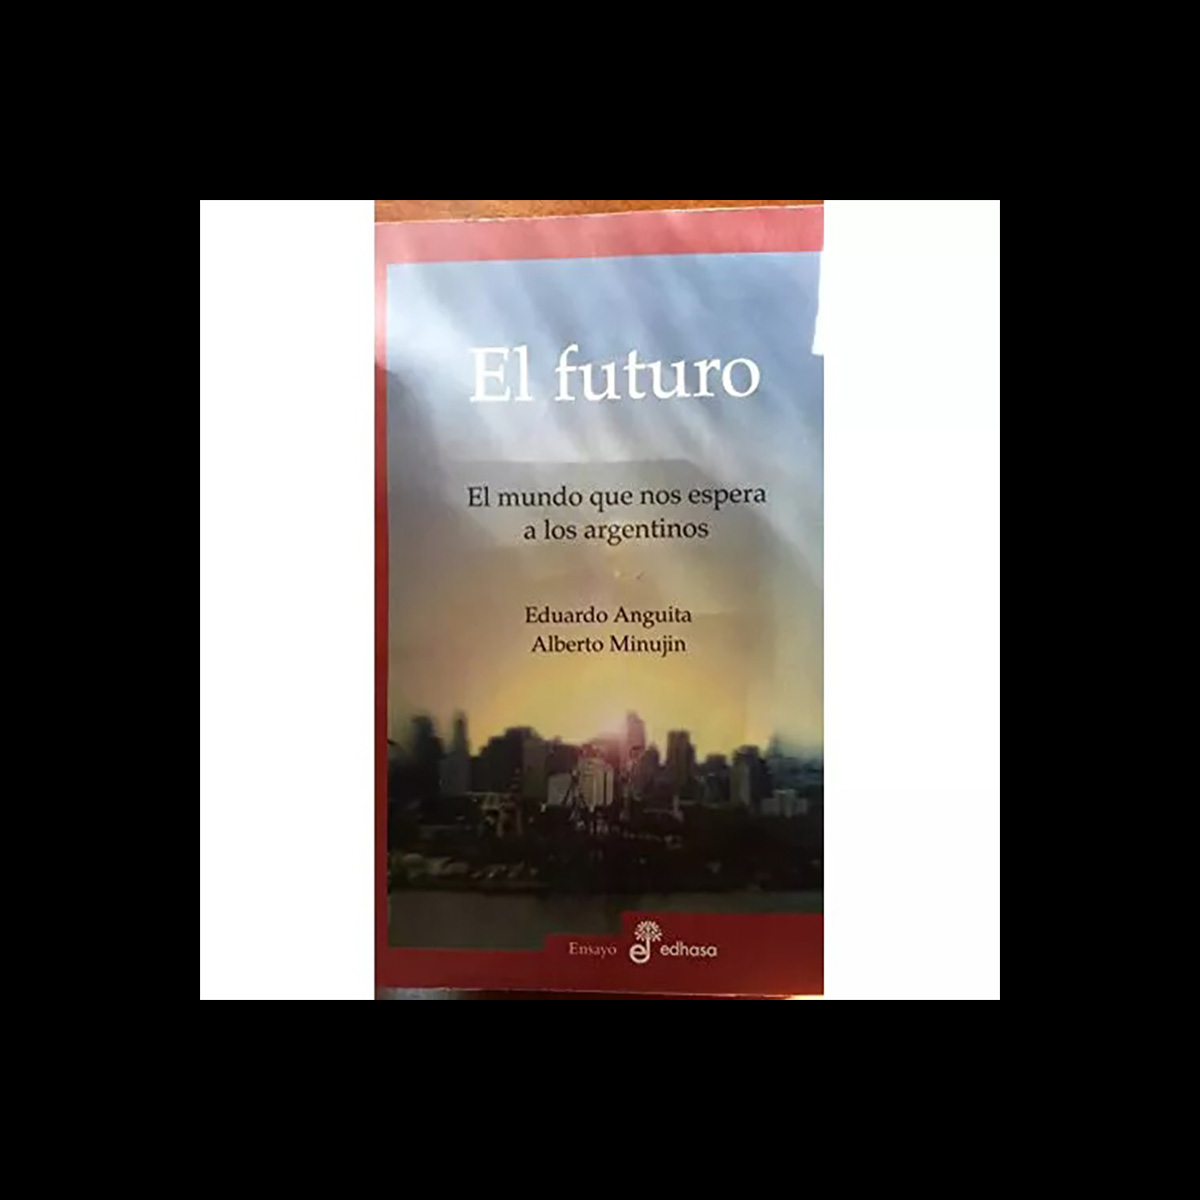 El futuro
El mundo que nos espera
a los argentinos
Eduardo Anguita
Alberto Minujin
Ensayo edhasa